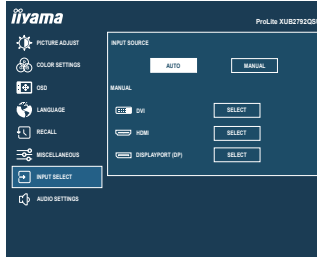 iiyama
ProLite XUB2792QSU
PICTURE ADJUST
COLOR SETTINGS
OSD
LANGUAGE
RECALL
MISCELLANEOUS
INPUT SELECT
AUDIO SETTINGS
INPUT SOURCE
AUTO MANUAL
MANUAL
DVI SELECT
HDMI SELECT
DISPLAYPORT (DP) SELECT